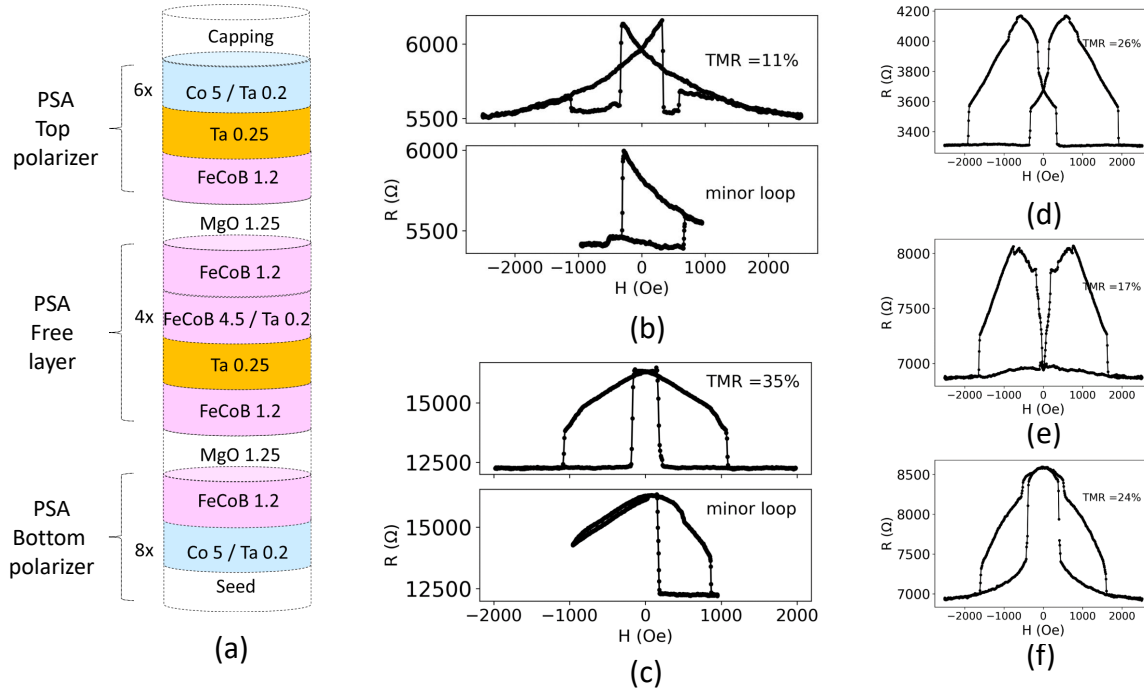 Capping
PSA
Top
polarizer
6x
Co 5 / Ta 0.2
Ta 0.25
FeCoB 1.2
MgO 1.25
PSA
Free
layer
4x
FeCoB 1.2
FeCoB 4.5 / Ta 0.2
Ta 0.25
FeCoB 1.2
MgO 1.25
PSA
Bottom
polarizer
8x
FeCoB 1.2
Co 5 / Ta 0.2
Seed
(a)
TMR =11%
R (Ω)
6000
5500
minor loop
R (Ω)
6000
5500
−2000 −1000 0 1000 2000
H (Oe)
(b)
TMR =35%
R (Ω)
15000
12500
minor loop
R (Ω)
15000
12500
−2000 −1000 0 1000 2000
H (Oe)
(c)
TMR =26%
R (Ω)
4200
4000
3800
3600
3400
−2000 −1000 0 1000 2000
H (Oe)
(d)
TMR =17%
R (Ω)
8000
7500
7000
−2000 −1000 0 1000 2000
H (Oe)
(e)
TMR =24%
R (Ω)
8500
8000
7500
7000
−2000 −1000 0 1000 2000
H (Oe)
(f)